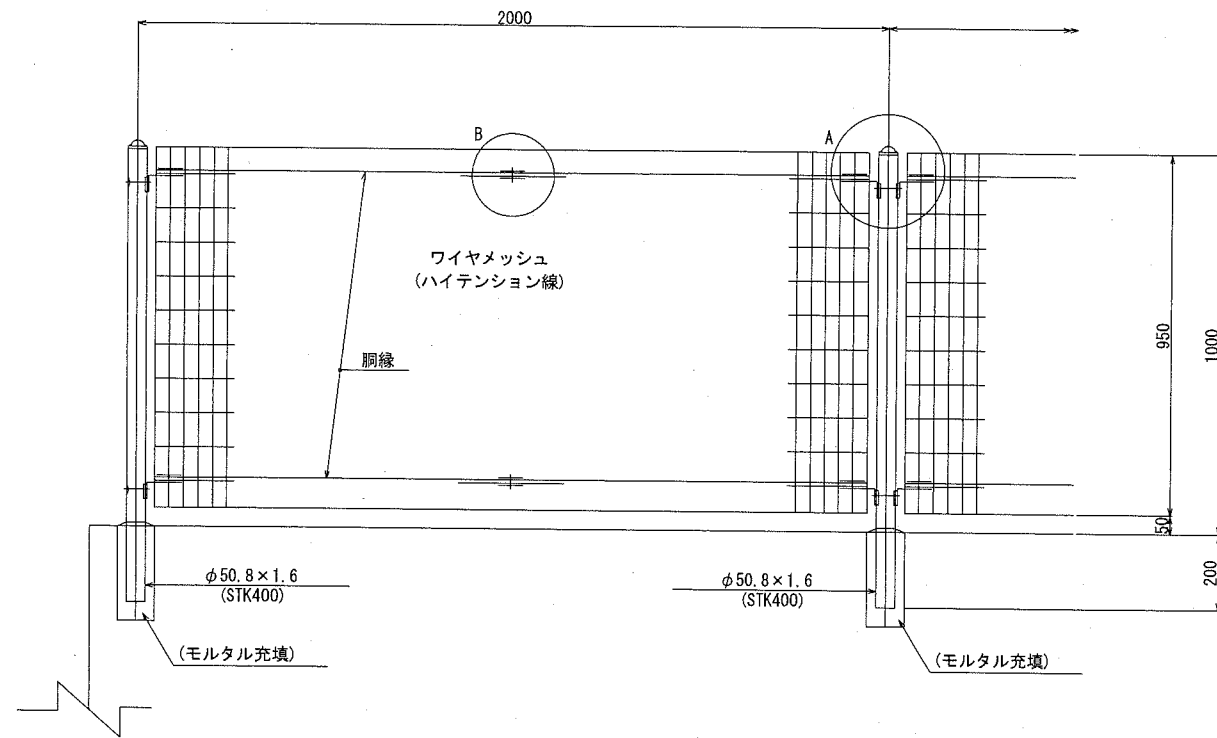 2000
B
A
ワイヤメッシュ
(ハイテンション線)
胴縁
950
1000
50
200
φ50.8×1.6
(STK400)
φ50.8×1.6
(STK400)
(モルタル充填)
(モルタル充填)